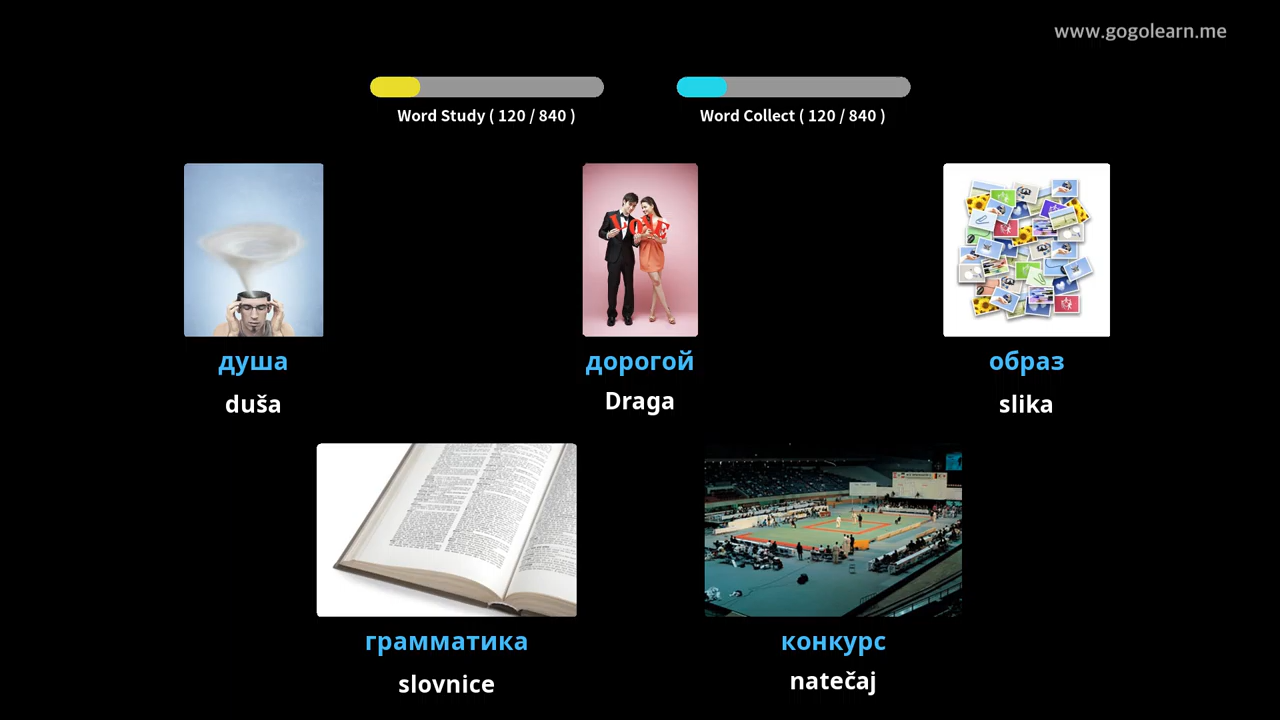 www.gogolearn.me
Word Study ( 120 / 840 )
Word Collect ( 120 / 840 )
LOVE
душа
дорогой
образ
duša
Draga
slika
грамматика
конкурс
slovnice
natečaj